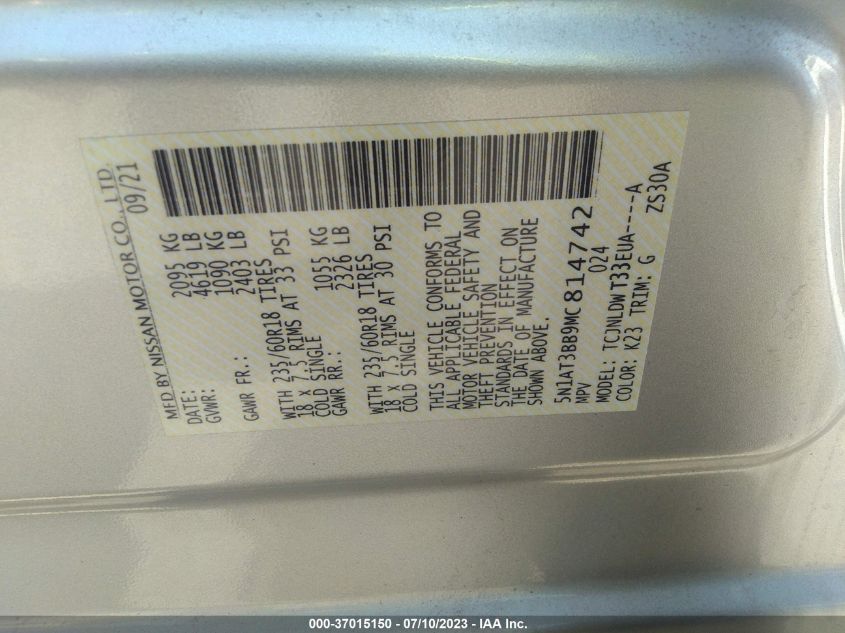 MFD BY NISSAN MOTOR CO., LTD.
DATE: 09/21
GVWR: 2095 KG
4619 LB
GAWR FR.: 1090 KG
2403 LB
WITH 235/60R18 TIRES
18 X 7.5 RIMS AT 33 PSI
COLD SINGLE
GAWR RR.: 1055 KG
2326 LB
WITH 235/60R18 TIRES
18 X 7.5 RIMS AT 30 PSI
COLD SINGLE
THIS VEHICLE CONFORMS TO
ALL APPLICABLE FEDERAL
MOTOR VEHICLE SAFETY AND
THEFT PREVENTION
STANDARDS IN EFFECT ON
THE DATE OF MANUFACTURE
SHOWN ABOVE.
5N1AT3BB9MC814742
MPV 024
MODEL: TCJNLDWT33EUA----A
COLOR: K23 TRIM: G ZS30A
000-37015150 - 07/10/2023 - IAA Inc.